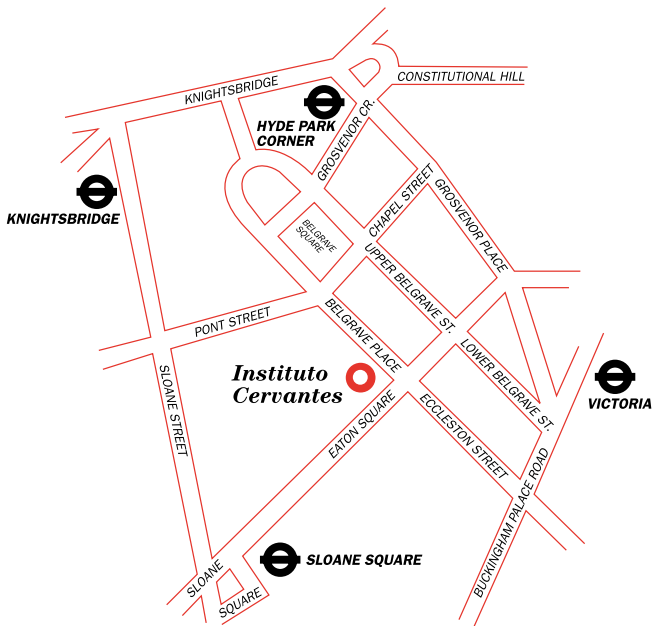 CONSTITUTIONAL HILL
KNIGHTSBRIDGE
HYDE PARK
CORNER
GROSVENOR CR.
KNIGHTSBRIDGE
CHAPEL STREET
GROSVENOR PLACE
BELGRAVE
SQUARE
UPPER BELGRAVE ST.
PONT STREET
BELGRAVE PLACE
LOWER BELGRAVE ST.
Instituto
Cervantes
SLOANE STREET
VICTORIA
EATON SQUARE
ECCLESTON STREET
BUCKINGHAM PALACE ROAD
SLOANE SQUARE
SLOANE
SQUARE